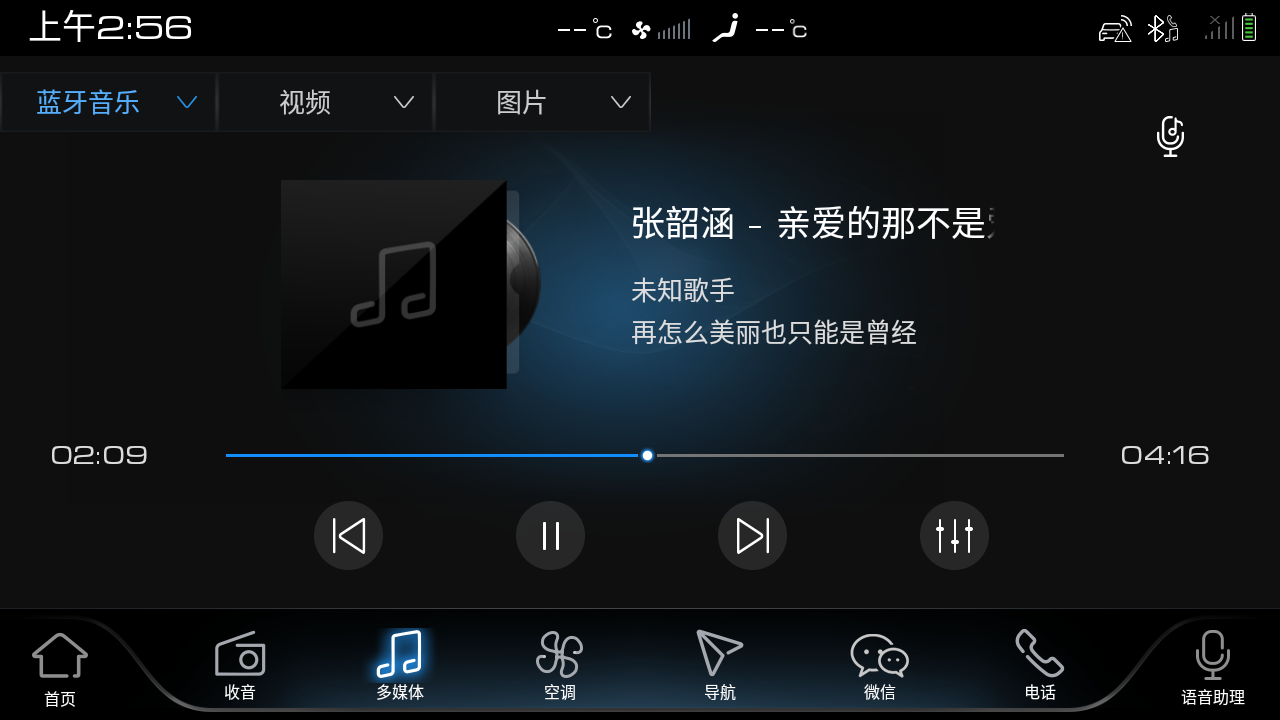 上午2:56
--°C
--°C
蓝牙音乐
视频
图片
张韶涵 - 亲爱的那不是
未知歌手
再怎么美丽也只能是曾经
02:09
04:16
首页
收音
多媒体
空调
导航
微信
电话
语音助理